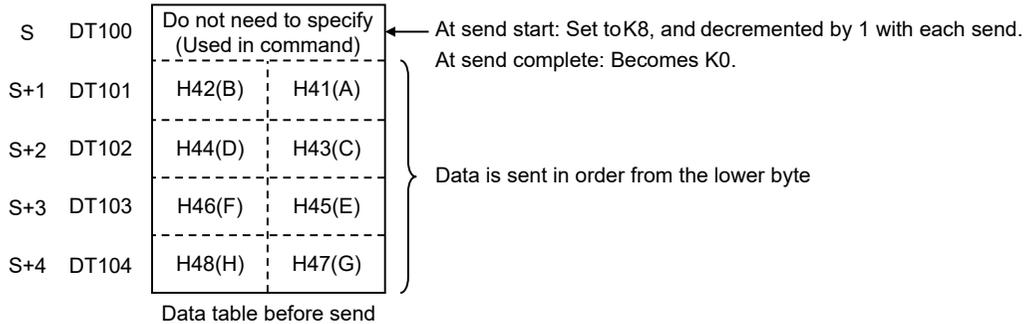 S DT100 Do not need to specify
(Used in command)
At send start: Set toK8, and decremented by 1 with each send.
At send complete: Becomes K0.
S+1 DT101 H42(B) H41(A)
S+2 DT102 H44(D) H43(C)
Data is sent in order from the lower byte
S+3 DT103 H46(F) H45(E)
S+4 DT104 H48(H) H47(G)
Data table before send